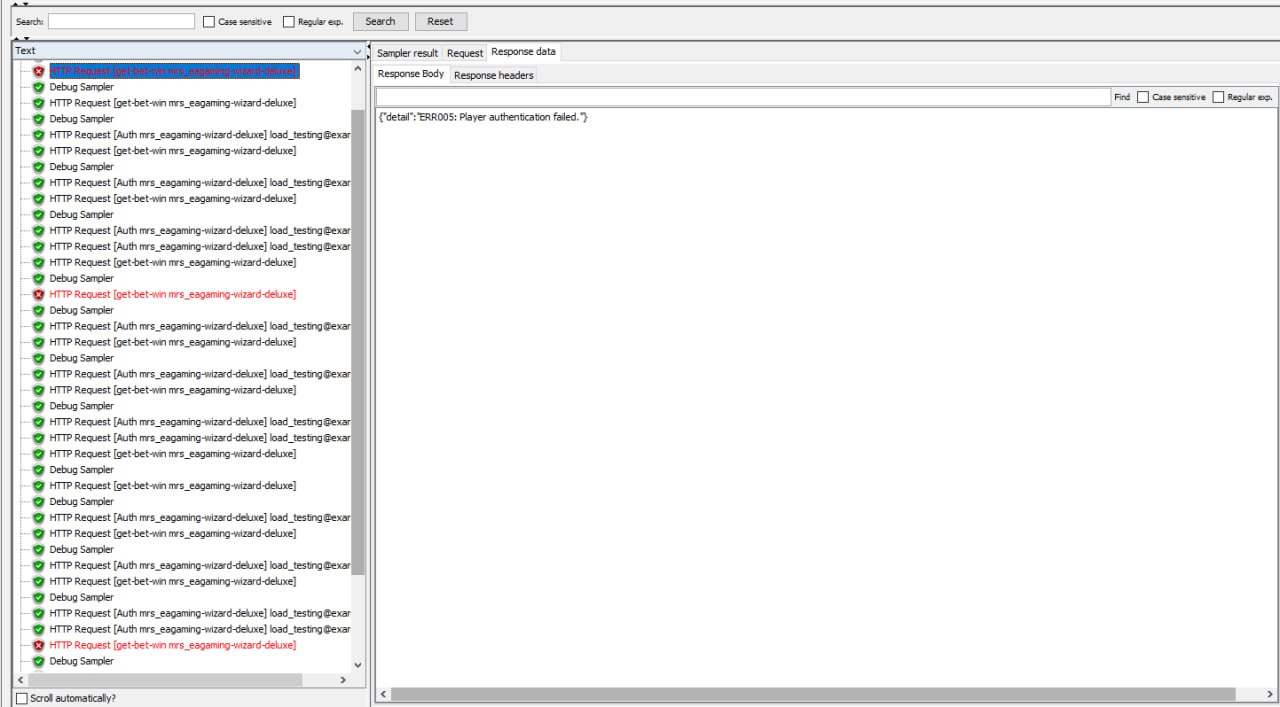 Search: Case sensitive Regular exp. Search Reset
Text
HTTP Request [get-bet-win mrs_eagaming-wizard-deluxe]
Debug Sampler
HTTP Request [get-bet-win mrs_eagaming-wizard-deluxe]
Debug Sampler
HTTP Request [Auth mrs_eagaming-wizard-deluxe] load_testing@exar
HTTP Request [get-bet-win mrs_eagaming-wizard-deluxe]
Debug Sampler
HTTP Request [Auth mrs_eagaming-wizard-deluxe] load_testing@exar
HTTP Request [get-bet-win mrs_eagaming-wizard-deluxe]
Debug Sampler
HTTP Request [Auth mrs_eagaming-wizard-deluxe] load_testing@exar
HTTP Request [Auth mrs_eagaming-wizard-deluxe] load_testing@exar
HTTP Request [get-bet-win mrs_eagaming-wizard-deluxe]
Debug Sampler
HTTP Request [get-bet-win mrs_eagaming-wizard-deluxe]
Debug Sampler
HTTP Request [Auth mrs_eagaming-wizard-deluxe] load_testing@exar
HTTP Request [get-bet-win mrs_eagaming-wizard-deluxe]
Debug Sampler
HTTP Request [Auth mrs_eagaming-wizard-deluxe] load_testing@exar
HTTP Request [get-bet-win mrs_eagaming-wizard-deluxe]
Debug Sampler
HTTP Request [Auth mrs_eagaming-wizard-deluxe] load_testing@exar
HTTP Request [Auth mrs_eagaming-wizard-deluxe] load_testing@exar
HTTP Request [get-bet-win mrs_eagaming-wizard-deluxe]
Debug Sampler
HTTP Request [get-bet-win mrs_eagaming-wizard-deluxe]
Debug Sampler
HTTP Request [Auth mrs_eagaming-wizard-deluxe] load_testing@exar
HTTP Request [get-bet-win mrs_eagaming-wizard-deluxe]
Debug Sampler
HTTP Request [Auth mrs_eagaming-wizard-deluxe] load_testing@exar
HTTP Request [get-bet-win mrs_eagaming-wizard-deluxe]
Debug Sampler
HTTP Request [Auth mrs_eagaming-wizard-deluxe] load_testing@exar
HTTP Request [Auth mrs_eagaming-wizard-deluxe] load_testing@exar
HTTP Request [get-bet-win mrs_eagaming-wizard-deluxe]
Debug Sampler
Scroll automatically?
Sampler result Request Response data
Response Body Response headers
Find Case sensitive Regular exp.
{"detail":"ERR005: Player authentication failed."}